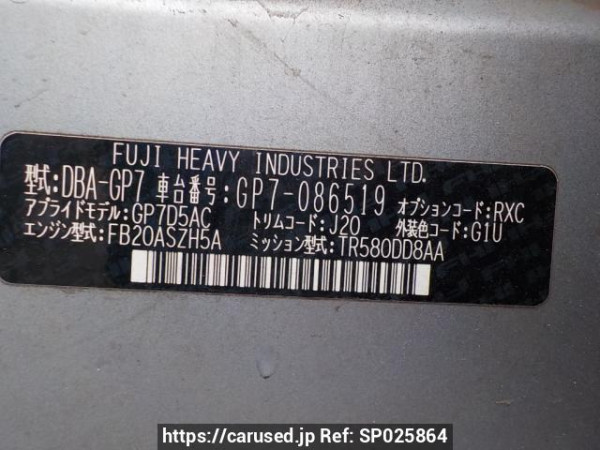 FUJI HEAVY INDUSTRIES LTD.
型式:DBA-GP7 車台番号:GP7-086519 オプションコード:RXC
アプライドモデル:GP7D5AC トリムコード:J20 外装色コード:G1U
エンジン型式:FB20ASZH5A ミッション型式:TR580DD8AA
https://carused.jp Ref: SP025864